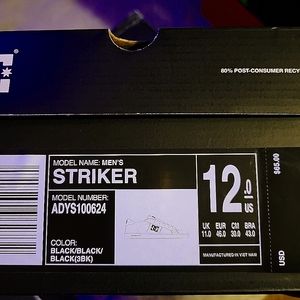 80% POST-CONSUMER RECY
MODEL NAME: MEN'S
STRIKER
MODEL NUMBER:
ADYS100624
COLOR:
BLACK/BLACK/
BLACK(3BK)
12.0
US
UK EUR CM BRA
11.0 46.0 30.0 43.0
MANUFACTURED IN VIET NAM
$65.00
USD